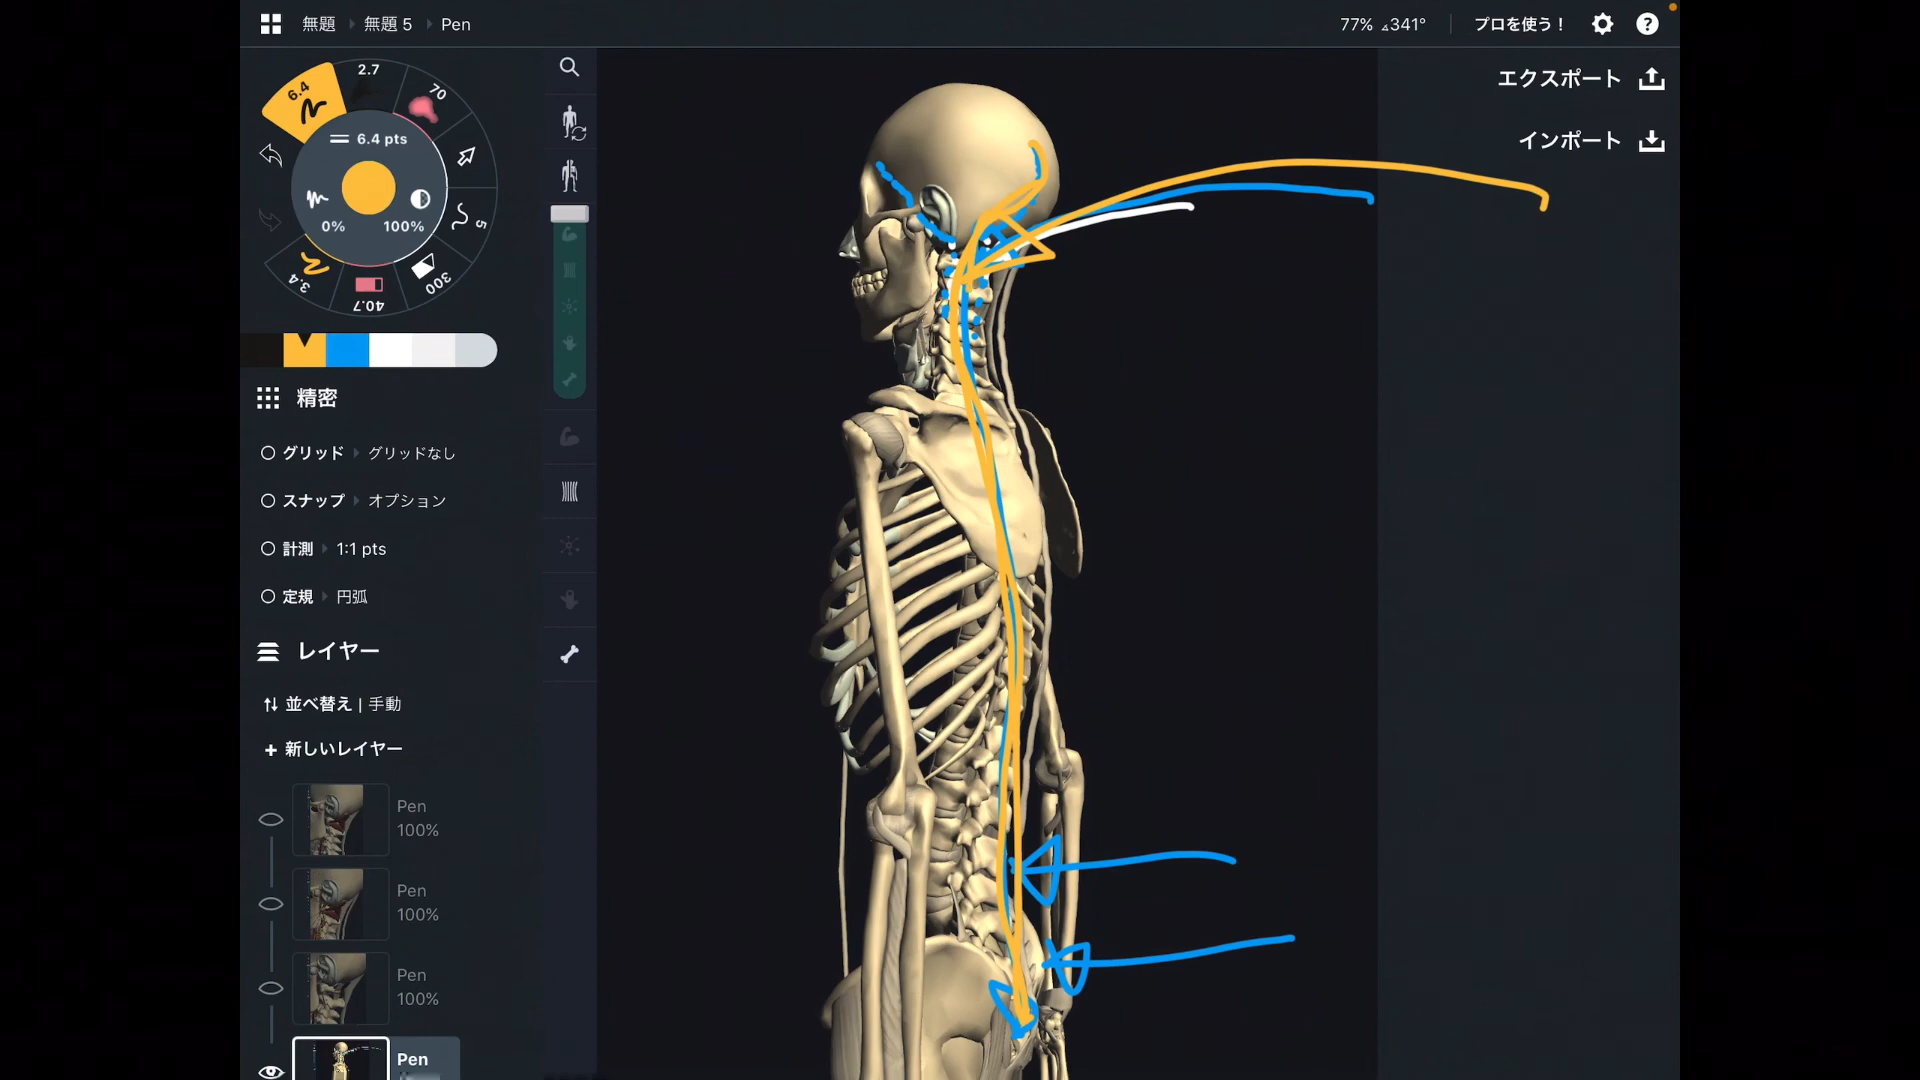 無題 無題 5 Pen
77% ⊿341°
プロを使う！
?
エクスポート
インポート
6.4
2.7
70
5
300
40.7
3.4
6.4 pts
0% 100%
精密
グリッド グリッドなし
スナップ オプション
計測 1:1 pts
定規 円弧
レイヤー
並べ替え | 手動
+ 新しいレイヤー
Pen
100%
Pen
100%
Pen
100%
Pen